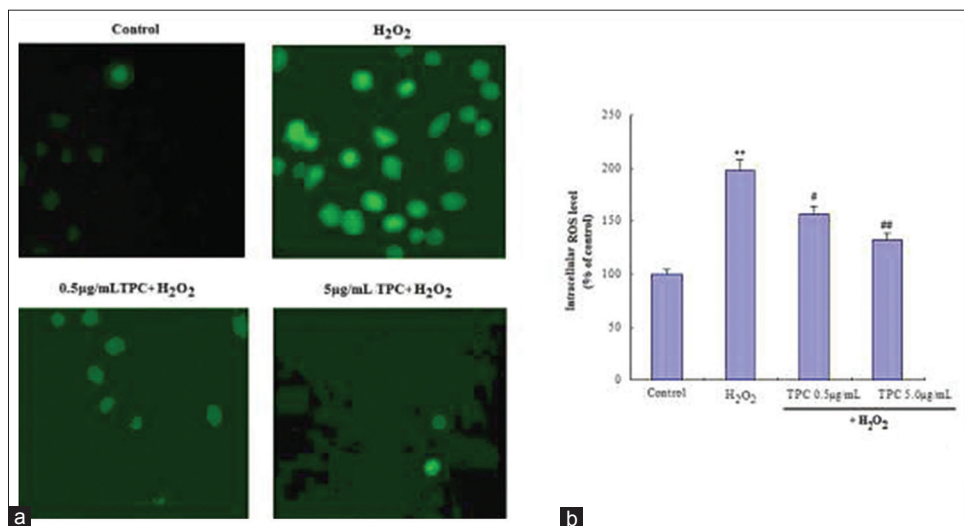 Control
H₂O₂
0.5µg/mLTPC+H₂O₂
5µg/mL TPC+H₂O₂
a
Intracellular ROS level
(% of control)
250
200
150
100
50
0
**
#
##
Control
H₂O₂
TPC 0.5µg/mL
TPC 5.0µg/mL
+H₂O₂
b